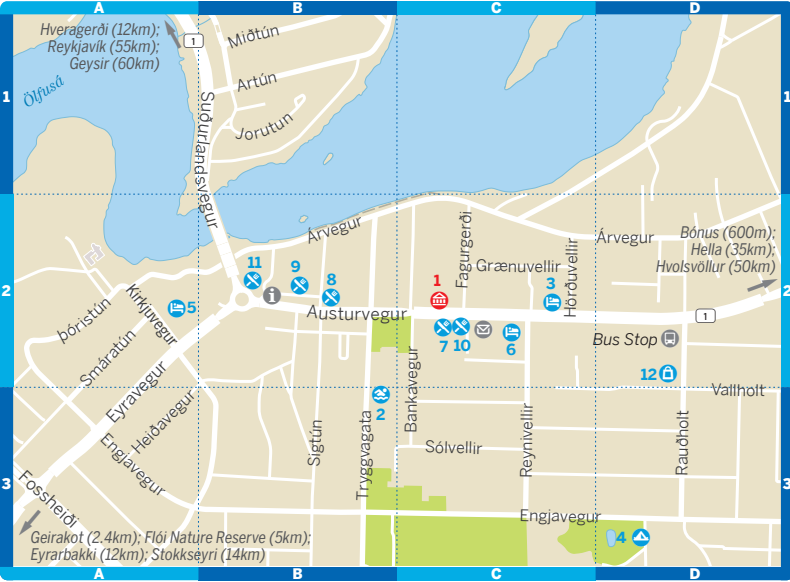 A B C D
Hveragerði (12km);
Reykjavík (55km);
Geysir (60km)
1
Miðtún
Ölfusá
Artún
1
1
Jorutun
Suðurlandsvegur
Árvegur
Fagurgerði
Grænuvellir
Hörðuvellir
Árvegur
Bónus (600m);
Hella (35km);
Hvolsvöllur (50km)
11
9
8
1
3
2
2
i
5
Kirkjuvegur
þóristún
Austurvegur
1
7
10
6
Bus Stop
Smáratún
12
Eyravegur
Bankavegur
Vallholt
Heiðavegur
2
Engjavegur
Sigtún
Tryggvagata
Sólvellir
Reynivellir
Rauðholt
3
3
Fossheiði
Engjavegur
4
Geirakot (2.4km); Flói Nature Reserve (5km);
Eyrarbakki (12km); Stokkseyri (14km)
A B C D